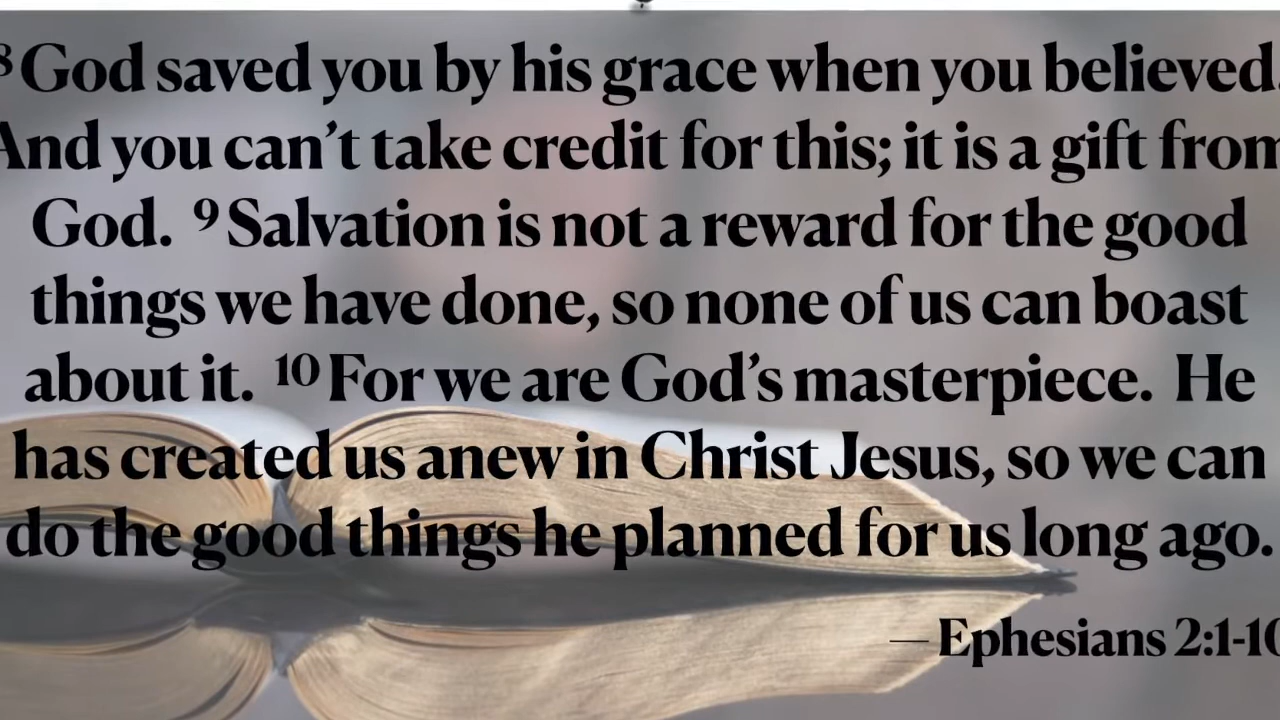 8 God saved you by his grace when you believed.
And you can’t take credit for this; it is a gift from
God. 9 Salvation is not a reward for the good
things we have done, so none of us can boast
about it. 10 For we are God’s masterpiece. He
has created us anew in Christ Jesus, so we can
do the good things he planned for us long ago.
— Ephesians 2:1-10